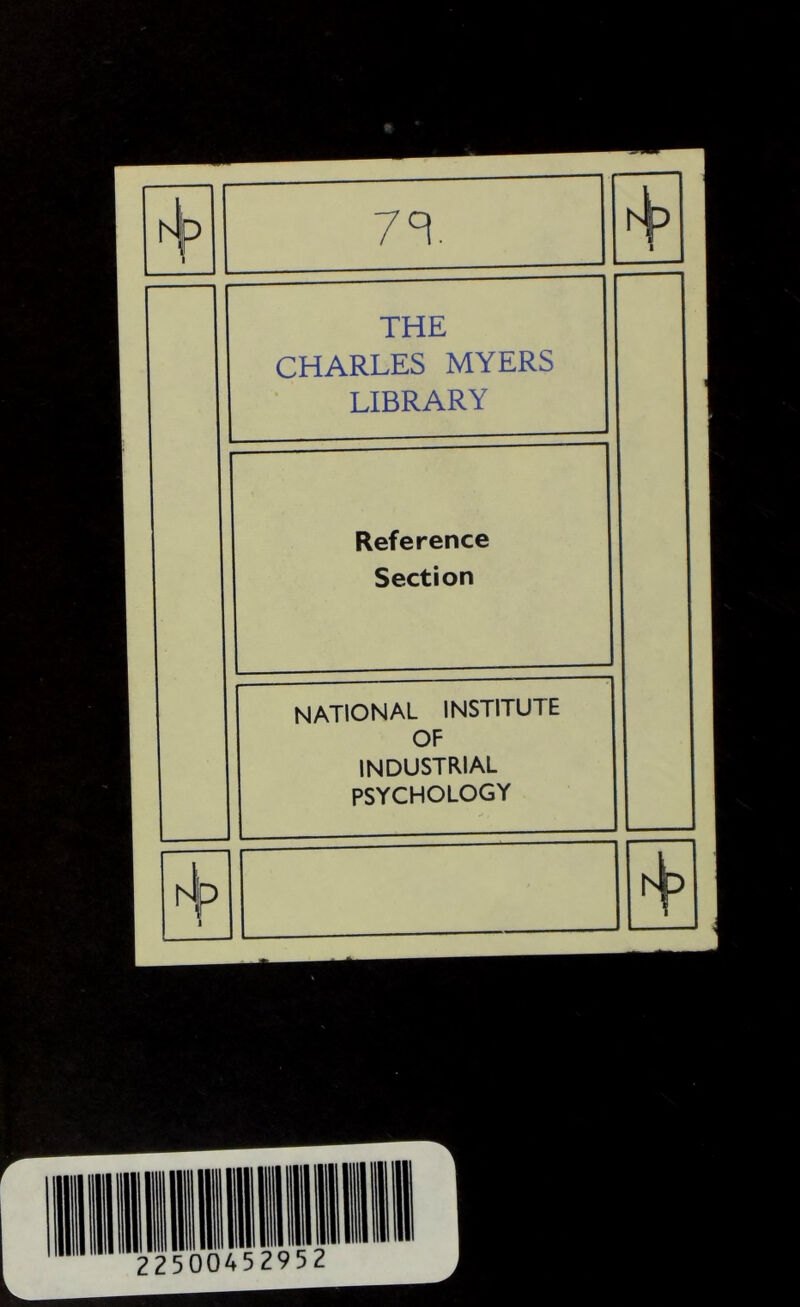 79.
THE
CHARLES MYERS
LIBRARY
Reference
Section
NATIONAL INSTITUTE
OF
INDUSTRIAL
PSYCHOLOGY
22500452952